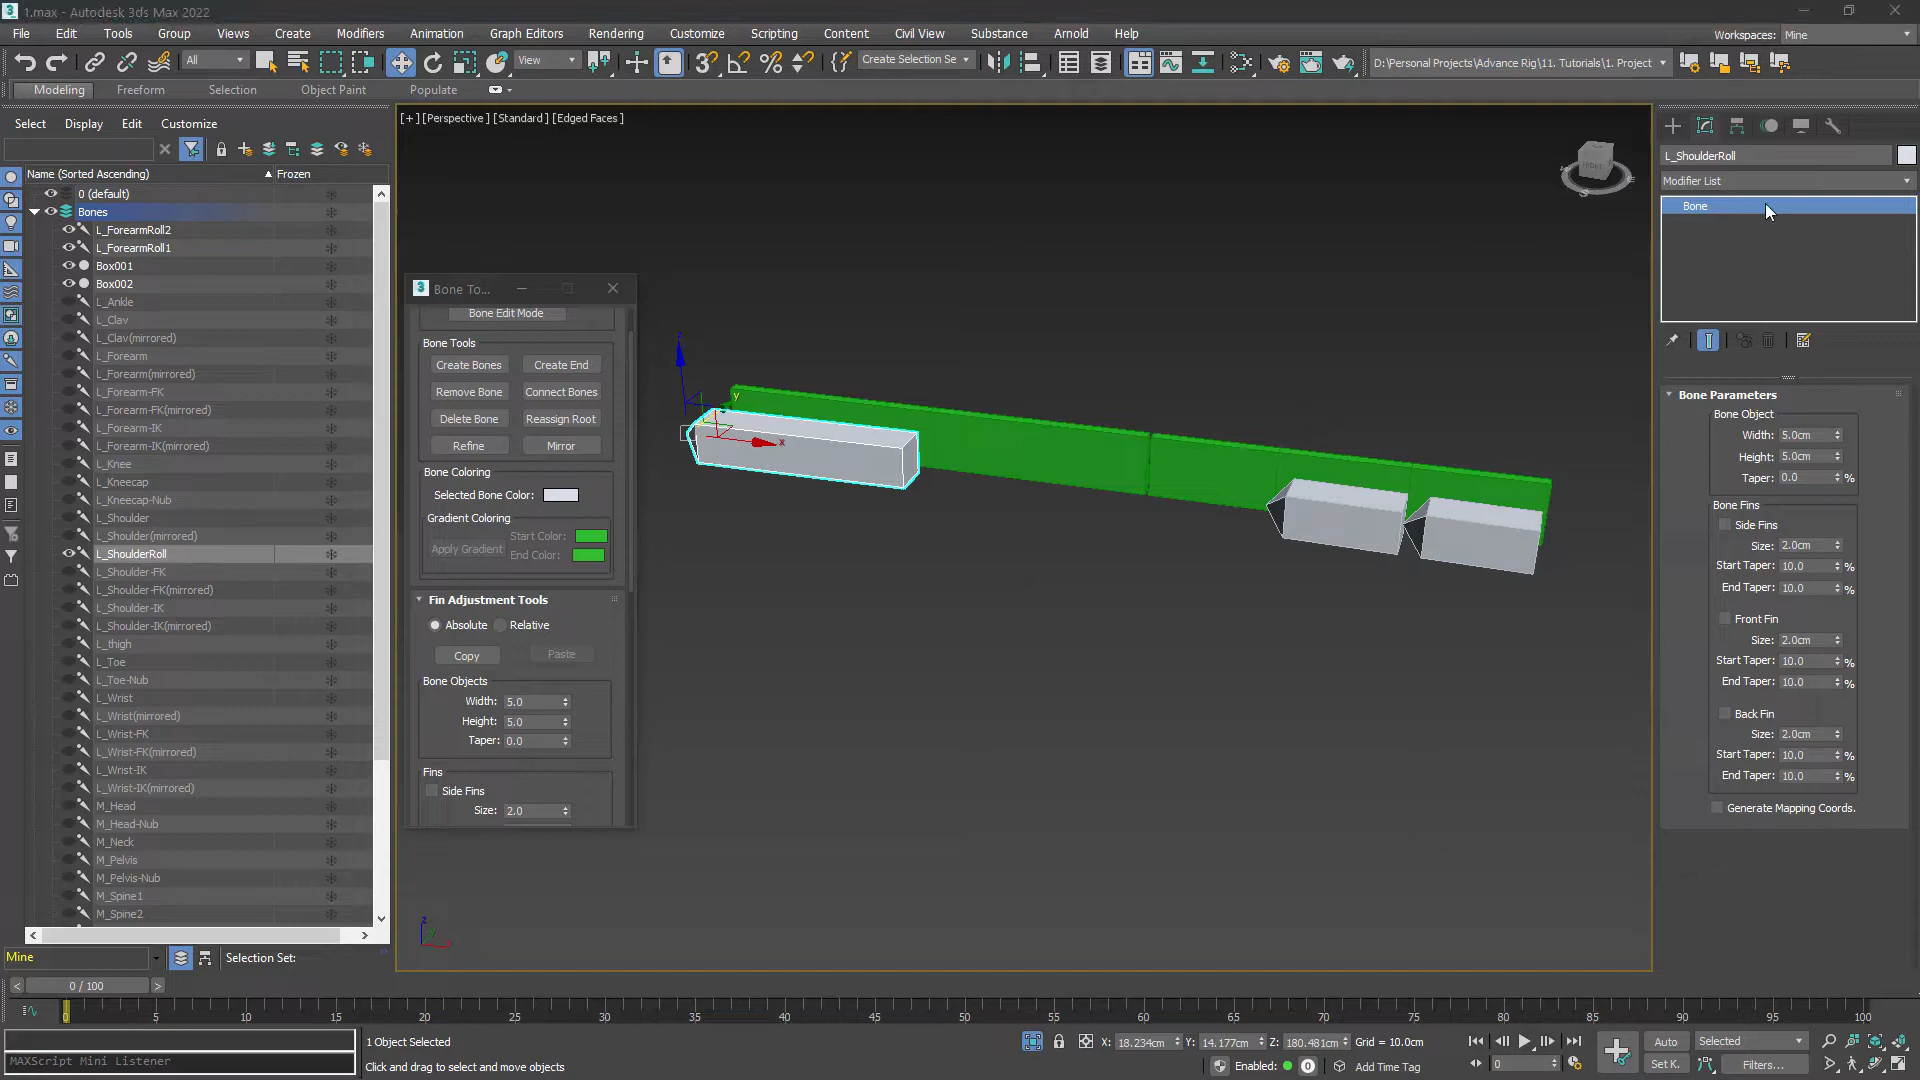 1.max - Autodesk 3ds Max 2022
File Edit Tools Group Views Create Modifiers Animation Graph Editors Rendering Customize Scripting Content Civil View Substance Arnold Help
Workspaces: Mine
All
View
Create Selection Se
D:\Personal Projects\Advance Rig\11. Tutorials\1. Project
Modeling Freeform Selection Object Paint Populate
Select Display Edit Customize
[+] [Perspective] [Standard] [Edged Faces]
Name (Sorted Ascending) Frozen
0 (default)
Bones
L_ForearmRoll2
L_ForearmRoll1
Box001
Box002
L_Ankle
L_Clav
L_Clav(mirrored)
L_Forearm
L_Forearm(mirrored)
L_Forearm-FK
L_Forearm-FK(mirrored)
L_Forearm-IK
L_Forearm-IK(mirrored)
L_Knee
L_Kneecap
L_Kneecap-Nub
L_Shoulder
L_Shoulder(mirrored)
L_ShoulderRoll
L_Shoulder-FK
L_Shoulder-FK(mirrored)
L_Shoulder-IK
L_Shoulder-IK(mirrored)
L_thigh
L_Toe
L_Toe-Nub
L_Wrist
L_Wrist(mirrored)
L_Wrist-FK
L_Wrist-FK(mirrored)
L_Wrist-IK
L_Wrist-IK(mirrored)
M_Head
M_Head-Nub
M_Neck
M_Pelvis
M_Pelvis-Nub
M_Spine1
M_Spine2
Mine
Selection Set:
Bone To...
Bone Edit Mode
Bone Tools
Create Bones Create End
Remove Bone Connect Bones
Delete Bone Reassign Root
Refine Mirror
Bone Coloring
Selected Bone Color:
Gradient Coloring
Apply Gradient
Start Color:
End Color:
Fin Adjustment Tools
Absolute Relative
Copy Paste
Bone Objects
Width: 5.0
Height: 5.0
Taper: 0.0
Fins
Side Fins
Size: 2.0
z
y
x
L_ShoulderRoll
Modifier List
Bone
Bone Parameters
Bone Object
Width: 5.0cm
Height: 5.0cm
Taper: 0.0 %
Bone Fins
Side Fins
Size: 2.0cm
Start Taper: 10.0 %
End Taper: 10.0 %
Front Fin
Size: 2.0cm
Start Taper: 10.0 %
End Taper: 10.0 %
Back Fin
Size: 2.0cm
Start Taper: 10.0 %
End Taper: 10.0 %
Generate Mapping Coords.
< 0 / 100 >
0 5 10 15 20 25 30 35 40 45 50 55 60 65 70 75 80 85 90 95 100
MAXScript Mini Listener
1 Object Selected
Click and drag to select and move objects
X: 18.234cm Y: 14.177cm Z: 180.481cm Grid = 10.0cm
Enabled: 0 Add Time Tag
0
Auto Selected
Set K. Filters...